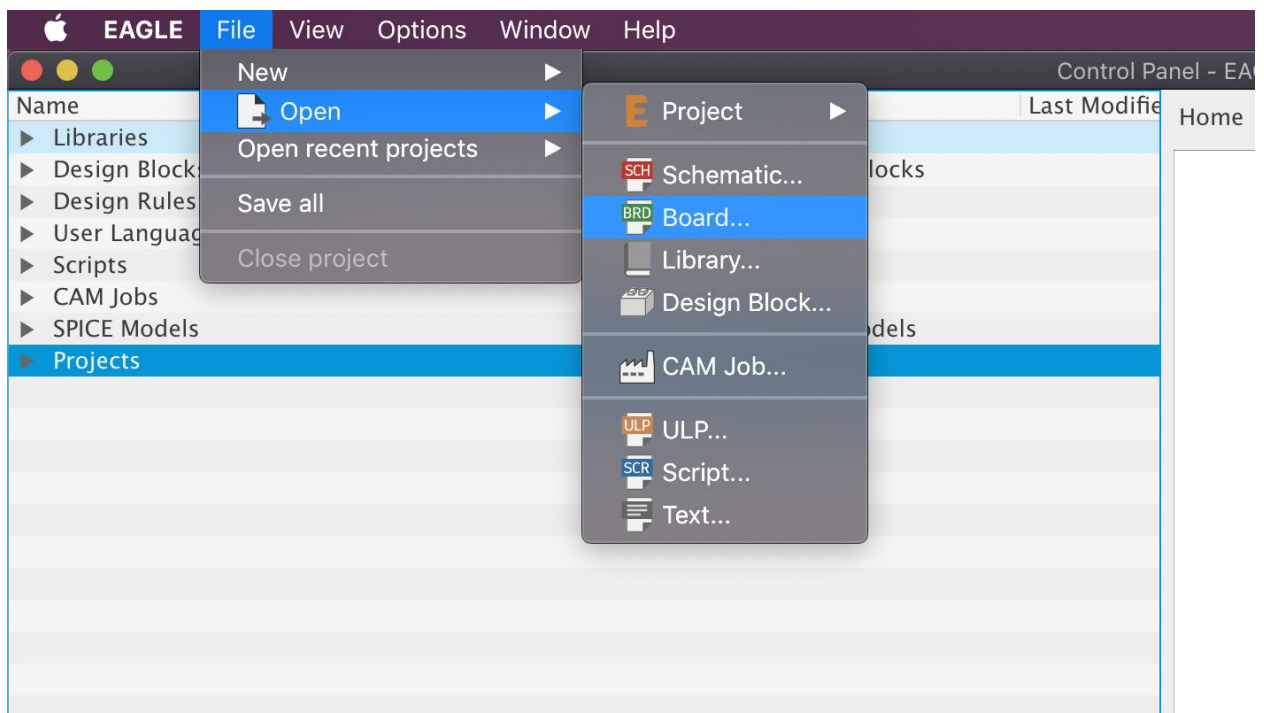 EAGLE File View Options Window Help
Control Panel - EA
Name
Last Modifie
Home
Libraries
Design Block
Design Rules
User Languag
Scripts
CAM Jobs
SPICE Models
Projects
New
Open
Open recent projects
Save all
Close project
E Project
SCH Schematic...
BRD Board...
Library...
Design Block...
CAM Job...
ULP ULP...
SCR Script...
Text...
locks
dels